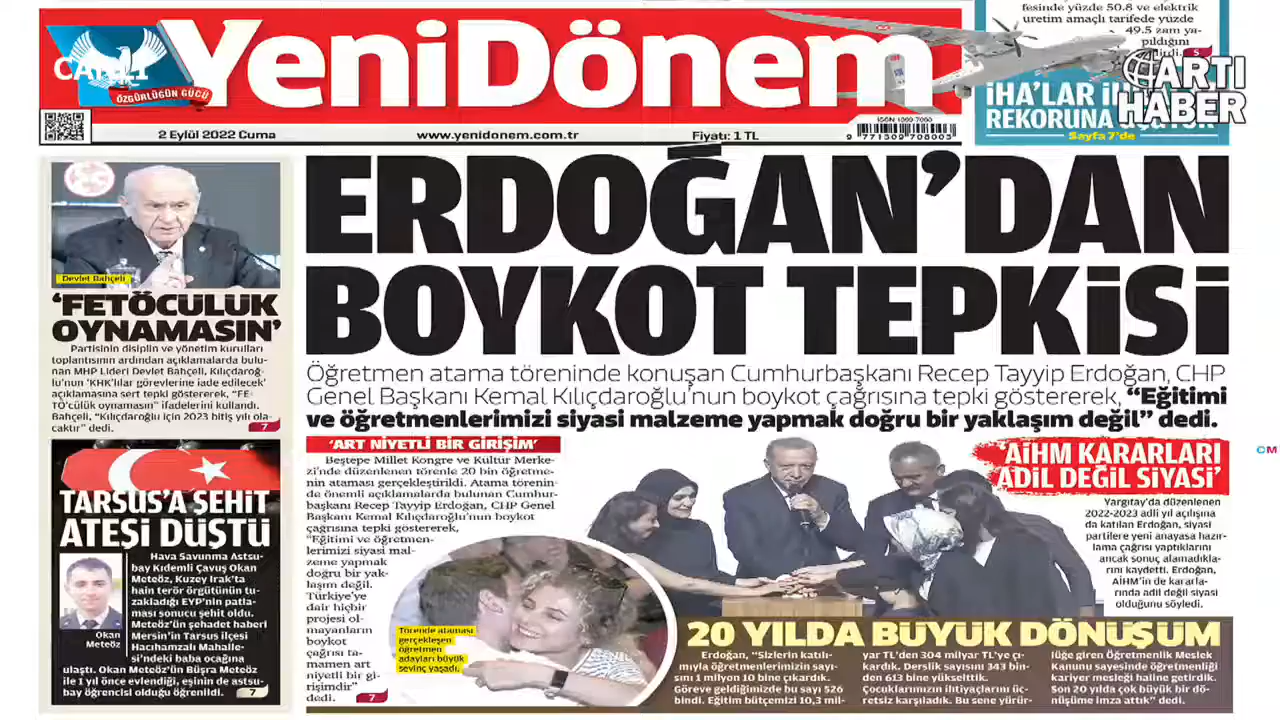 fesinde yüzde 50.8 ve elektrik
üretim amaçlı tarifede yüzde
49.5 zam ya-
pıldığını
5
CANLI
ÖZGÜRLÜĞÜN GÜCÜ
YeniDönem
ARTI
HABER
İHA'LAR
REKORUNA
Sayfa 7'de
2 Eylül 2022 Cuma
www.yenidonem.com.tr
Fiyatı: 1 TL
ISSN 1309-7080
9 771309 708005
ERDOĞAN'DAN
BOYKOT TEPKİSİ
Öğretmen atama töreninde konuşan Cumhurbaşkanı Recep Tayyip Erdoğan, CHP
Genel Başkanı Kemal Kılıçdaroğlu'nun boykot çağrısına tepki göstererek, “Eğitimi
ve öğretmenlerimizi siyasi malzeme yapmak doğru bir yaklaşım değil” dedi.
Devlet Bahçeli
‘FETÖCÜLÜK
OYNAMASIN’
Partisinin disiplin ve yönetim kurulları
toplantısının ardından açıklamalarda bulu-
nan MHP Lideri Devlet Bahçeli, Kılıçdaroğ-
lu'nun ‘KHK'lılar görevlerine iade edilecek’
açıklamasına sert tepki göstererek, “FE-
TÖ'cülük oynamasın” ifadelerini kullandı.
Bahçeli, “Kılıçdaroğlu için 2023 bitiş yılı ola-
caktır” dedi.
7
TARSUS'A ŞEHİT
ATEŞİ DÜŞTÜ
Hava Savunma Astsu-
bay Kıdemli Çavuş Okan
Meteöz, Kuzey Irak'ta
hain terör örgütünün tu-
zakladığı EYP'nin patla-
ması sonucu şehit oldu.
Meteöz'ün şehadet haberi
Mersin'in Tarsus ilçesi
Hacıhamzalı Mahalle-
si'ndeki baba ocağına
ulaştı. Okan Meteöz'ün Büşra Meteöz
ile 1 yıl önce evlendiği, eşinin de astsu-
bay öğrencisi olduğu öğrenildi.
7
Okan
Meteöz
‘ART NİYETLİ BİR GİRİŞİM’
Beştepe Millet Kongre ve Kültür Merke-
zi'nde düzenlenen törenle 20 bin öğretme-
nin ataması gerçekleştirildi. Atama töreninde
de önemli açıklamalarda bulunan Cumhur-
başkanı Recep Tayyip Erdoğan, CHP Genel
Başkanı Kemal Kılıçdaroğlu'nun boykot
çağrısına tepki göstererek,
“Eğitimi ve öğretmen-
lerimizi siyasi mal-
zeme yapmak
doğru bir yak-
laşım değil.
Türkiye'ye
dair hiçbir
projesi ol-
mayanların
boykot
çağrısı ta-
mamen art
niyetli bir gi-
rişimdir”
dedi.
7
Törende ataması
gerçekleşen
öğretmen
adayları büyük
sevinç yaşadı.
‘AİHM KARARLARI
ADİL DEĞİL SİYASİ’
Yargıtay'da düzenlenen
2022-2023 adli yıl açılışına
da katılan Erdoğan, siyasi
partilere yeni anayasa hazır-
lama çağrısı yaptıklarını
ancak sonuç alamadıkla-
rını kaydetti. Erdoğan,
AİHM'in de kararla-
rında adil değil siyasi
olduğunu söyledi.
20 YILDA BÜYÜK DÖNÜŞÜM
Erdoğan, “Sizlerin katılı-
mıyla öğretmenlerimizin sayı-
sını 1 milyon 10 bine çıkardık.
Göreve geldiğimizde bu sayı 526
bindi. Eğitim bütçemizi 10,3 mil-
yar TL'den 304 milyar TL'ye çı-
kardık. Derslik sayısını 343 bin-
den 613 bine yükselttik.
Çocuklarımızın ihtiyaçlarını üc-
retsiz karşıladık. Bu sene yürür-
lüğe giren Öğretmenlik Meslek
Kanunu sayesinde öğretmenliği
kariyer mesleği haline getirdik.
Son 20 yılda çok büyük bir dö-
nüşüme imza attık” dedi.
CM